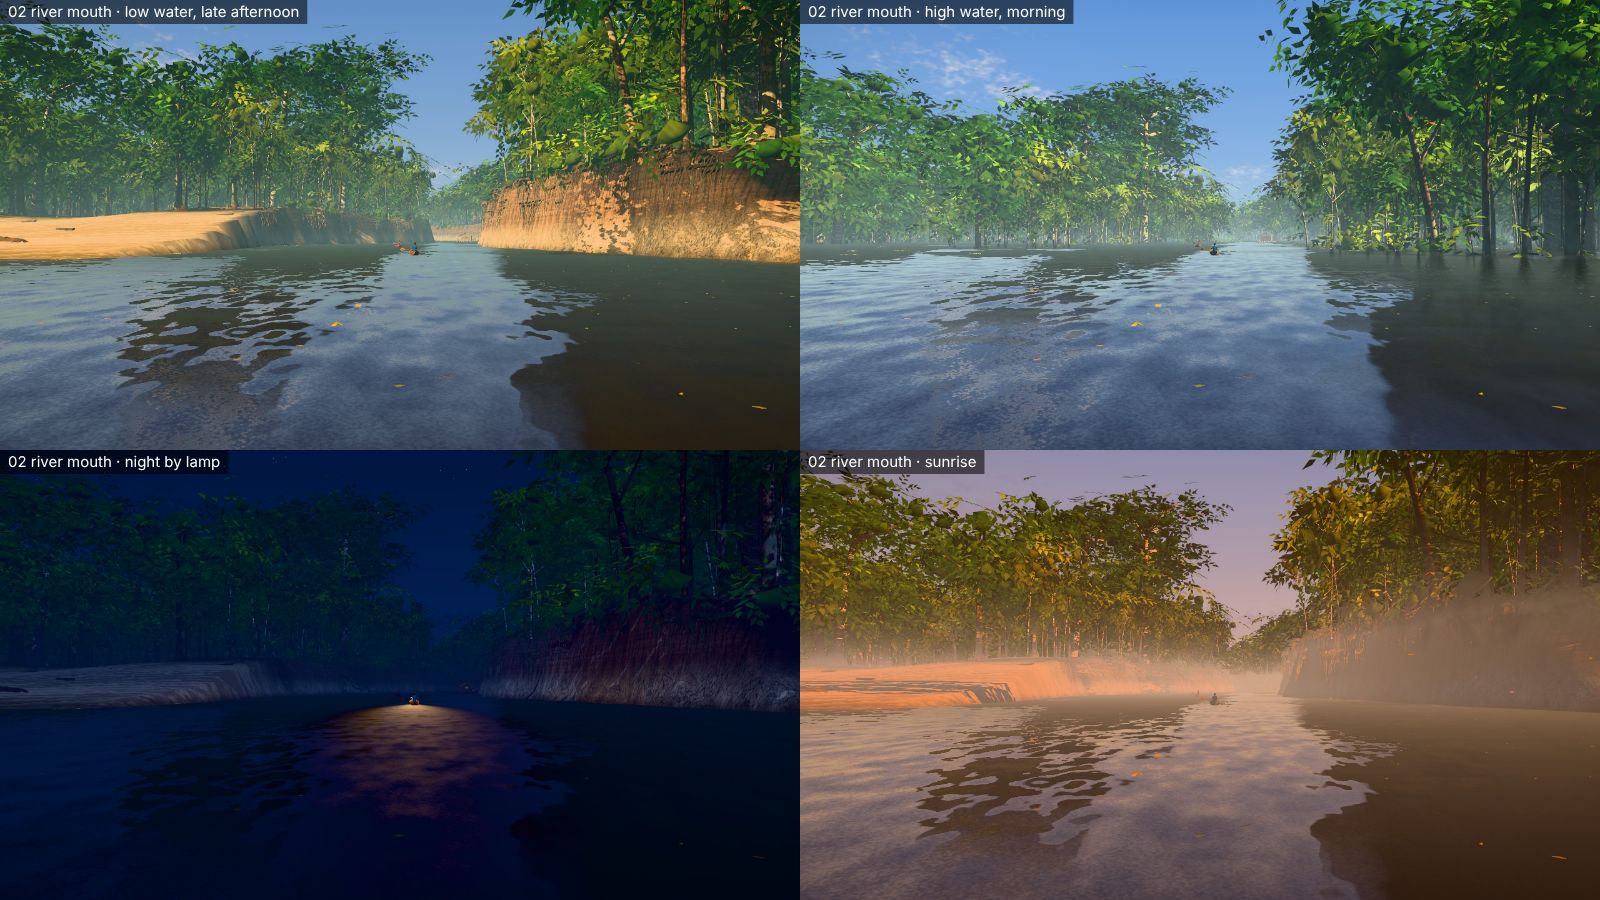 02 river mouth · low water, late afternoon
02 river mouth · high water, morning
02 river mouth · night by lamp
02 river mouth · sunrise